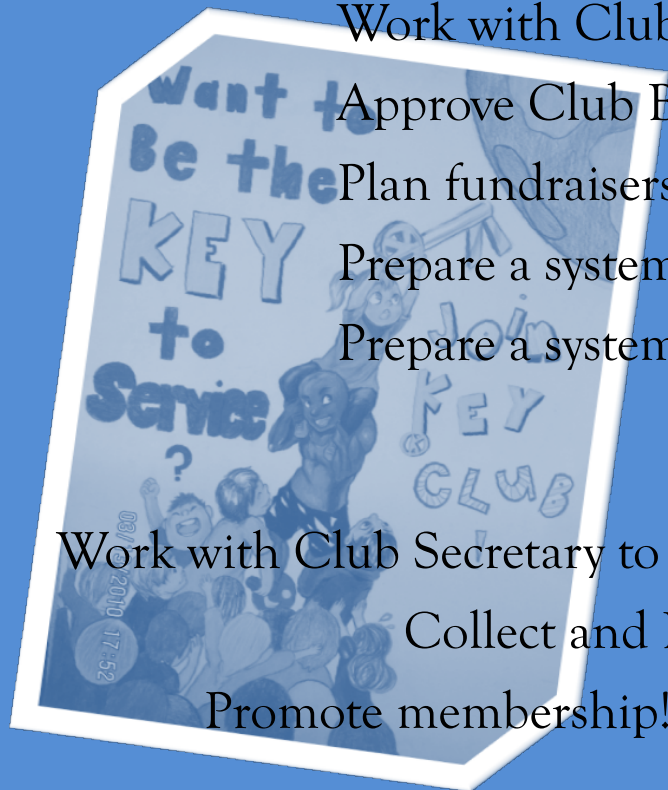 Work with Club
Approve Club
Plan fundraisers
Prepare a system
Prepare a system
Want to
Be the
KEY
to
Service
?
Join
KEY
K
CLUB
!
Work with Club Secretary to
Collect and
Promote membership!
2010 17:52